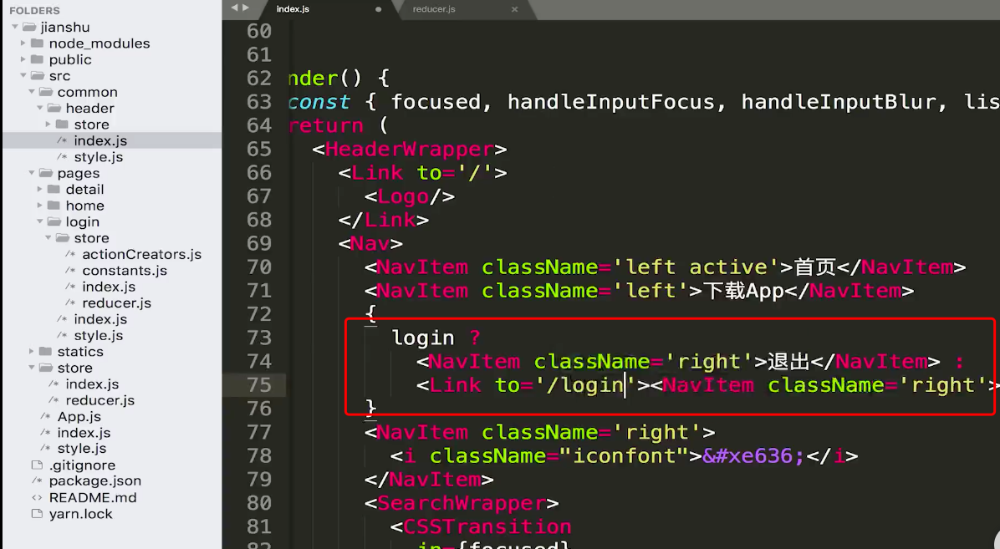 FOLDERS
jianshu
node_modules
public
src
common
header
store
index.js
style.js
pages
detail
home
login
store
actionCreators.js
constants.js
index.js
reducer.js
index.js
style.js
statics
store
index.js
reducer.js
App.js
index.js
style.js
.gitignore
package.json
README.md
yarn.lock
index.js
reducer.js
60
61
62 nder() {
63 const { focused, handleInputFocus, handleInputBlur, lis
64 return (
65 <HeaderWrapper>
66 <Link to='/'>
67 <Logo/>
68 </Link>
69 <Nav>
70 <NavItem className='left active'>首页</NavItem>
71 <NavItem className='left'>下载App</NavItem>
72 {
73 login ?
74 <NavItem className='right'>退出</NavItem> :
75 <Link to='/login'><NavItem className='right'>
76 }
77 <NavItem className='right'>
78 <i className="iconfont">&#xe636;</i>
79 </NavItem>
80 <SearchWrapper>
81 <CSSTransition
82 in={focused}